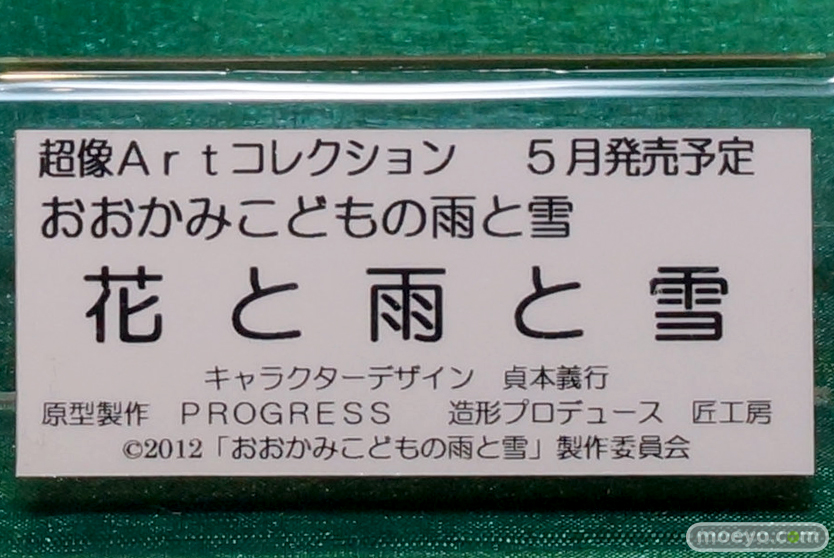 超像Ａｒｔコレクション　５月発売予定
おおかみこどもの雨と雪
花と雨と雪
キャラクターデザイン　貞本義行
原型製作　ＰＲＯＧＲＥＳＳ　造形プロデュース　匠工房
©2012「おおかみこどもの雨と雪」製作委員会
moeyo.com